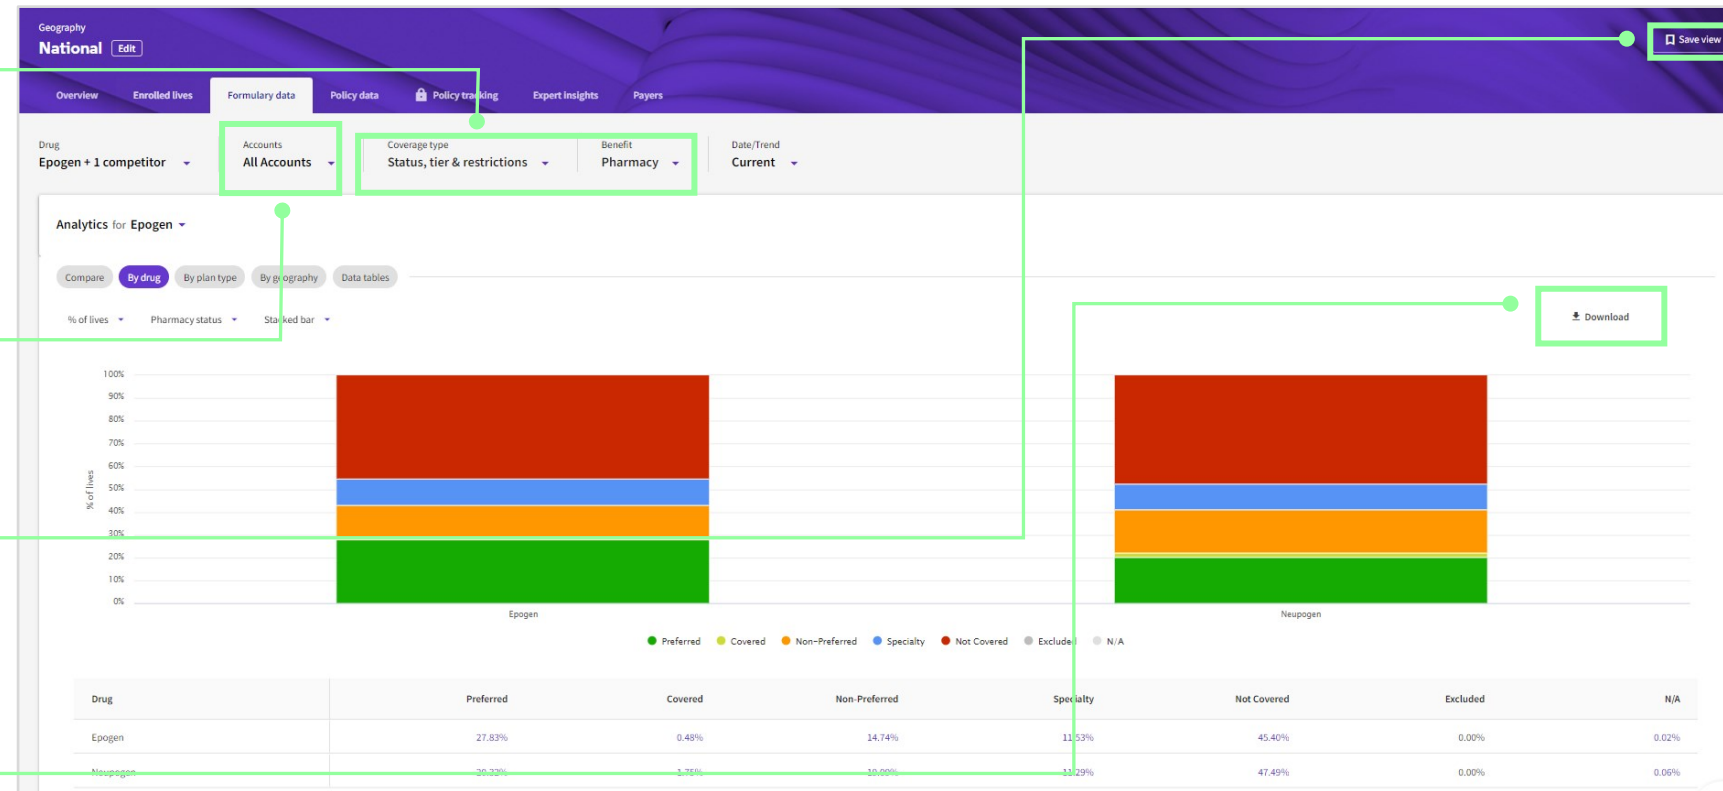 Geography
National Edit
Save view
Overview Enrolled lives Formulary data Policy data Policy tracking Expert Insights Payers
Drug Accounts Coverage type Benefit Date/Trend
Epogen + 1 competitor All Accounts Status, tier & restrictions Pharmacy Current
Analytics for Epogen
Compare By drug By plan type By geography Data tables
% of lives Pharmacy status Stacked bar Download
100%
90%
80%
70%
60%
50%
40%
30%
20%
10%
0%
% of lives
Epogen Neupogen
Preferred Covered Non-Preferred Specialty Not Covered Excluded N/A
Drug Preferred Covered Non-Preferred Specialty Not Covered Excluded N/A
Epogen 27.83% 0.48% 14.74% 11.53% 45.40% 0.00% 0.02%
Neupogen 1.75% 11.29% 47.49% 0.00% 0.06%